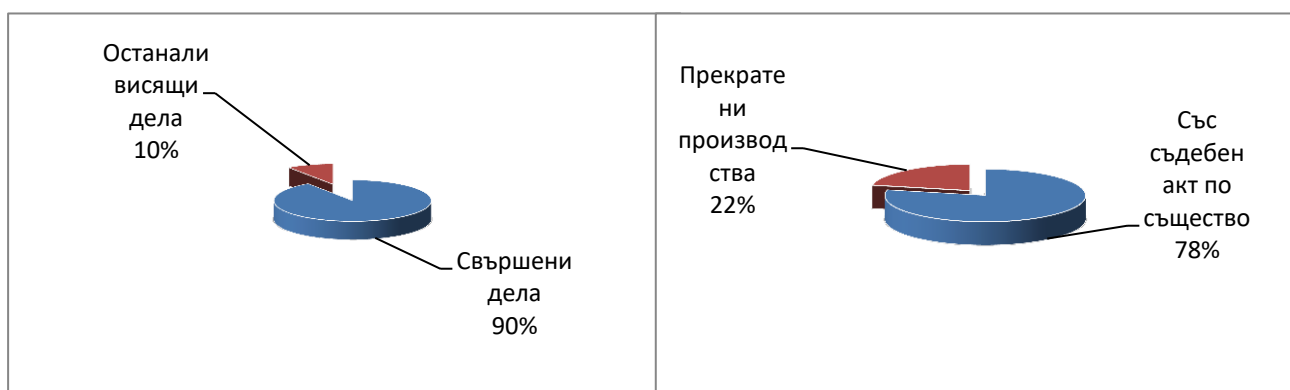 Останали
висящи
дела
10%
Свършени
дела
90%
Прекрате
ни
производ
ства
22%
Със
съдебен
акт по
същество
78%